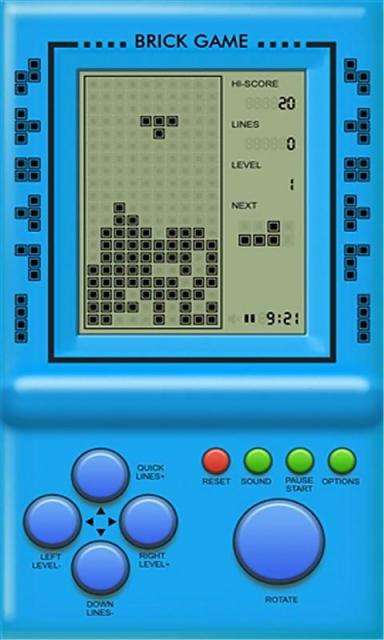 BRICK GAME
HI-SCORE
20
LINES
0
LEVEL
1
NEXT
9:21
QUICK
LINES+
LEFT
LEVEL-
RIGHT
LEVEL+
DOWN
LINES-
RESET
SOUND
PAUSE
START
OPTIONS
ROTATE